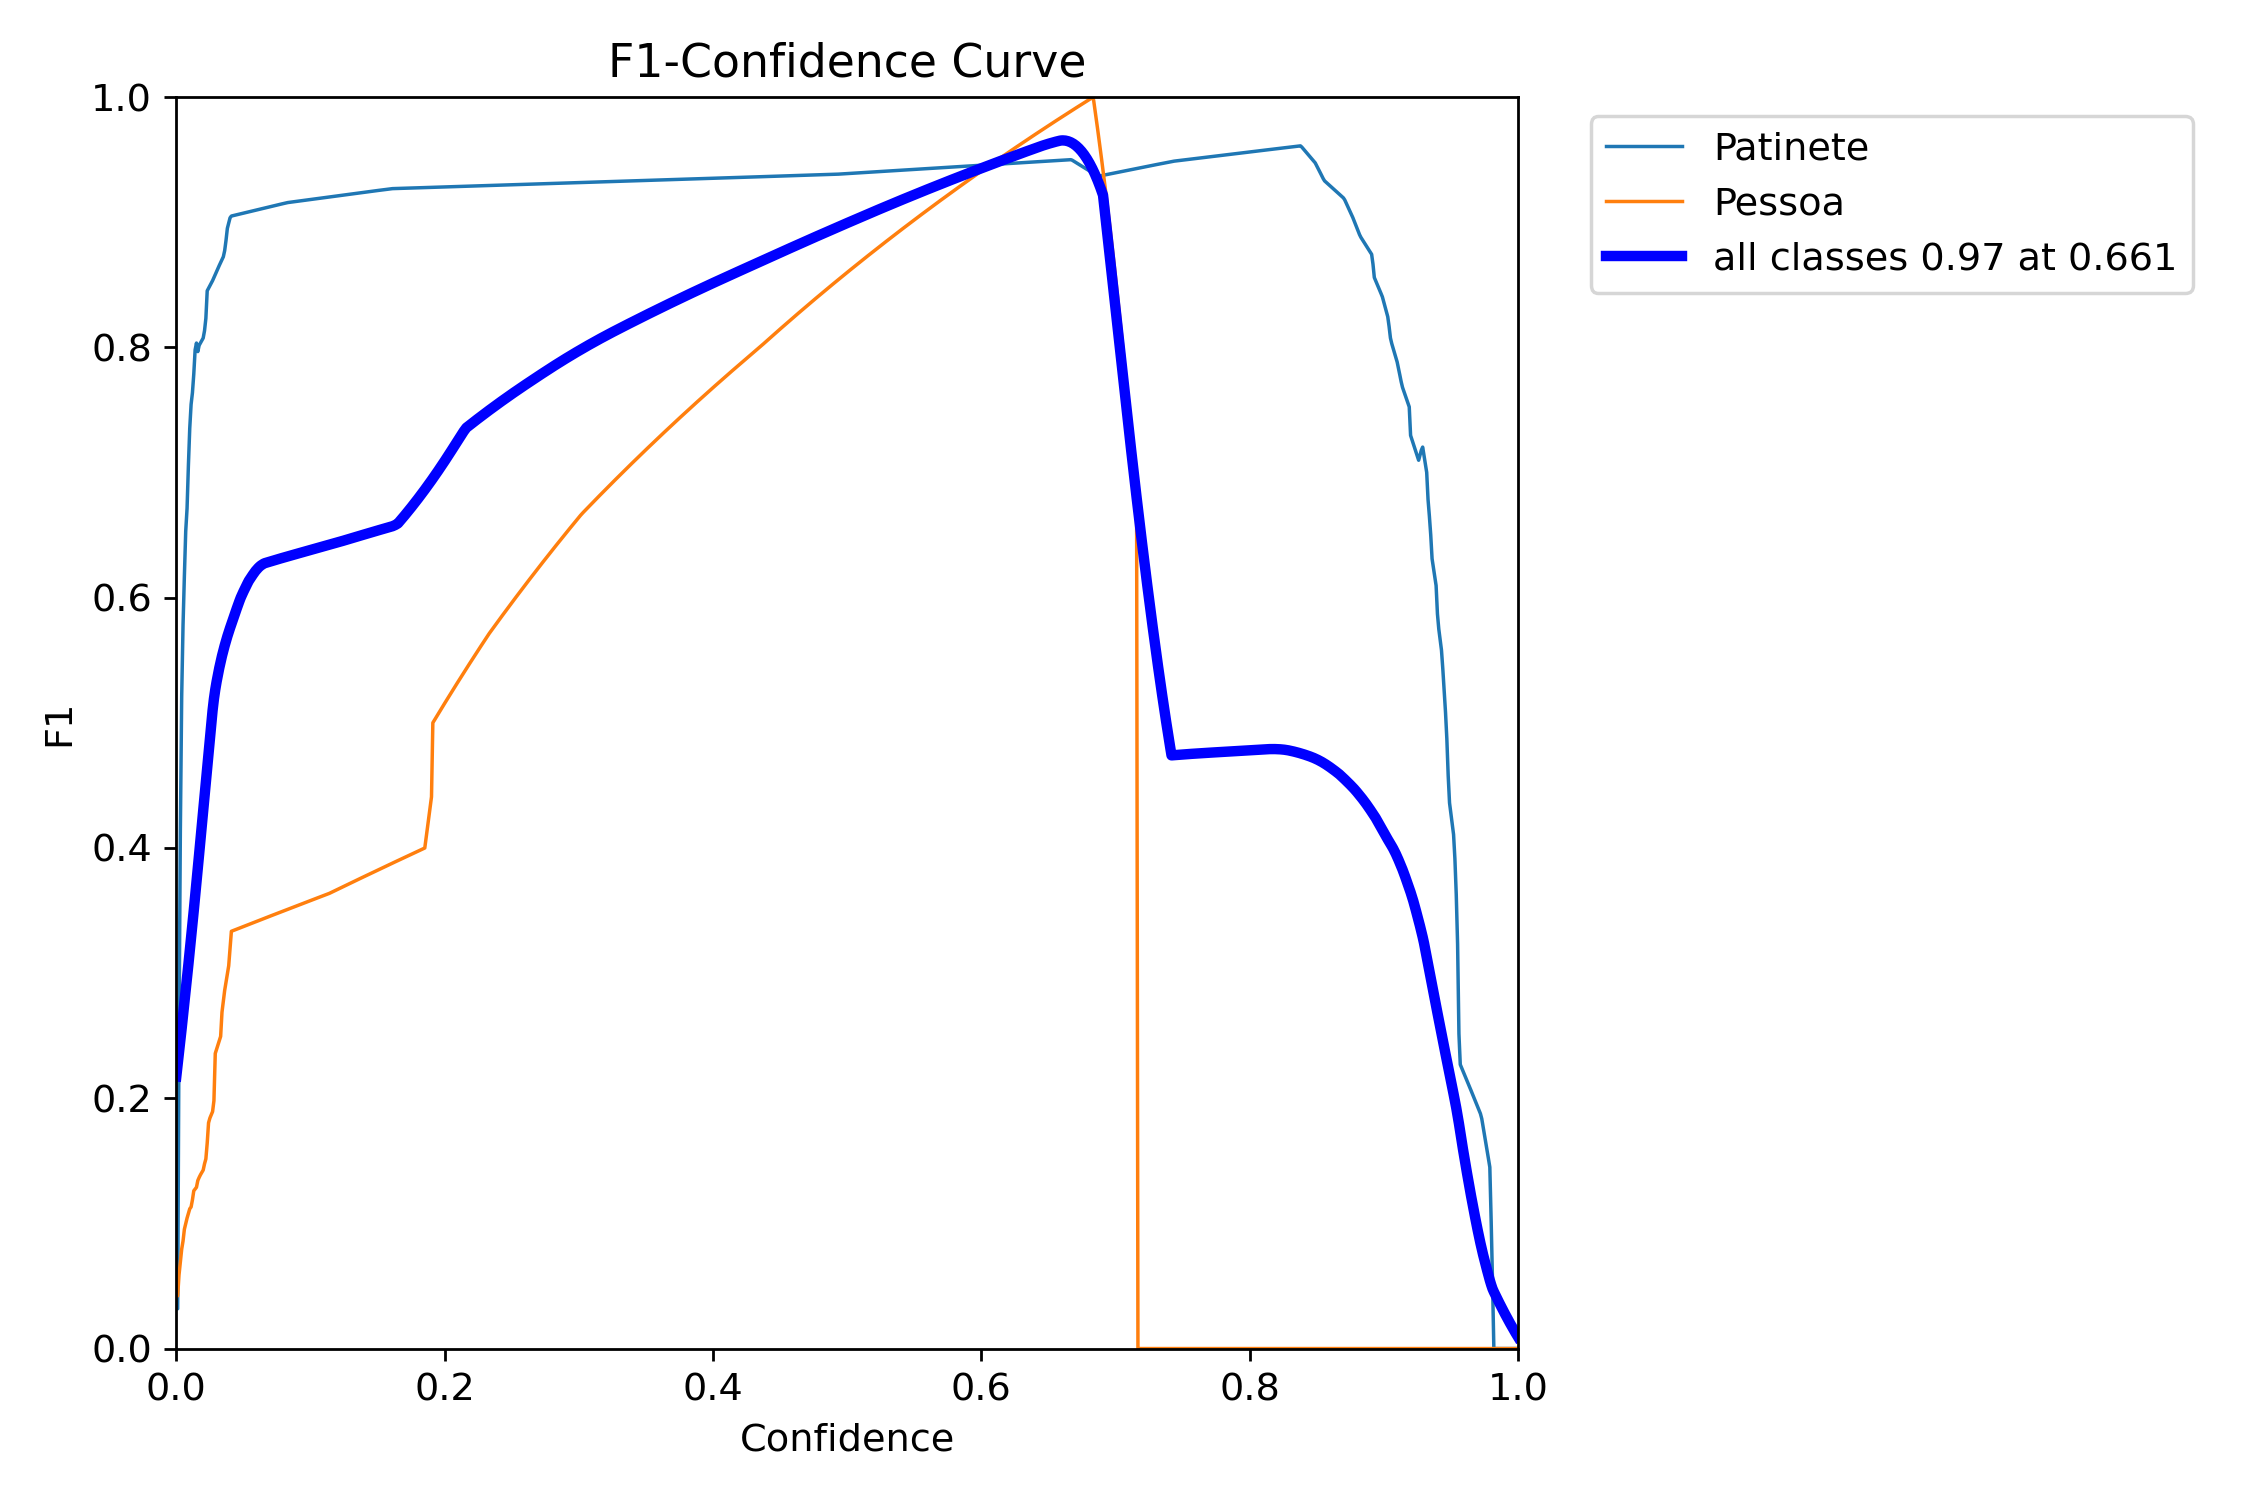 F1-Confidence Curve
1.0
0.8
0.6
0.4
0.2
0.0
F1
0.0 0.2 0.4 0.6 0.8 1.0
Confidence
Patinete
Pessoa
all classes 0.97 at 0.661